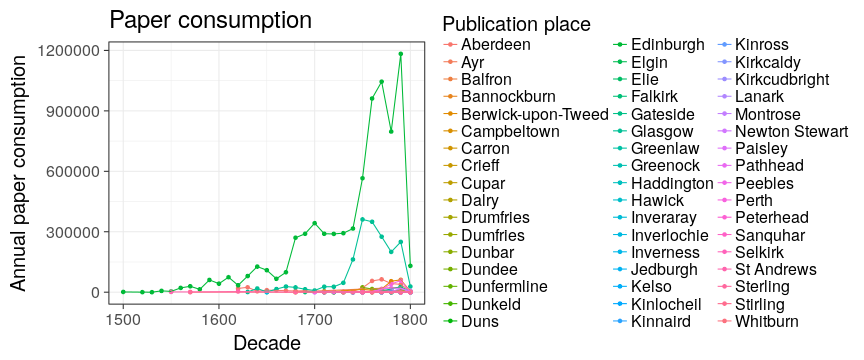 Paper consumption
Annual paper consumption
1200000
900000
600000
300000
0
1500
1600
1700
1800
Decade
Publication place
Aberdeen
Ayr
Balfron
Bannockburn
Berwick-upon-Tweed
Campbeltown
Carron
Crieff
Cupar
Dalry
Drumfries
Dumfries
Dunbar
Dundee
Dunfermline
Dunkeld
Duns
Edinburgh
Elgin
Elie
Falkirk
Gateside
Glasgow
Greenlaw
Greenock
Haddington
Hawick
Inveraray
Inverlochie
Inverness
Jedburgh
Kelso
Kinlocheil
Kinnaird
Kinross
Kirkcaldy
Kirkcudbright
Lanark
Montrose
Newton Stewart
Paisley
Pathhead
Peebles
Perth
Peterhead
Sanquhar
Selkirk
St Andrews
Sterling
Stirling
Whitburn